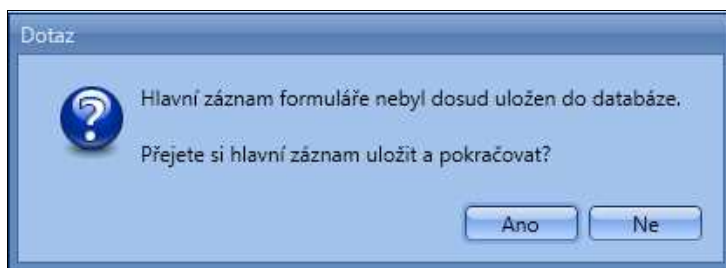 Dotaz
Hlavní záznam formuláře nebyl dosud uložen do databáze.
Přejete si hlavní záznam uložit a pokračovat?
Ano Ne